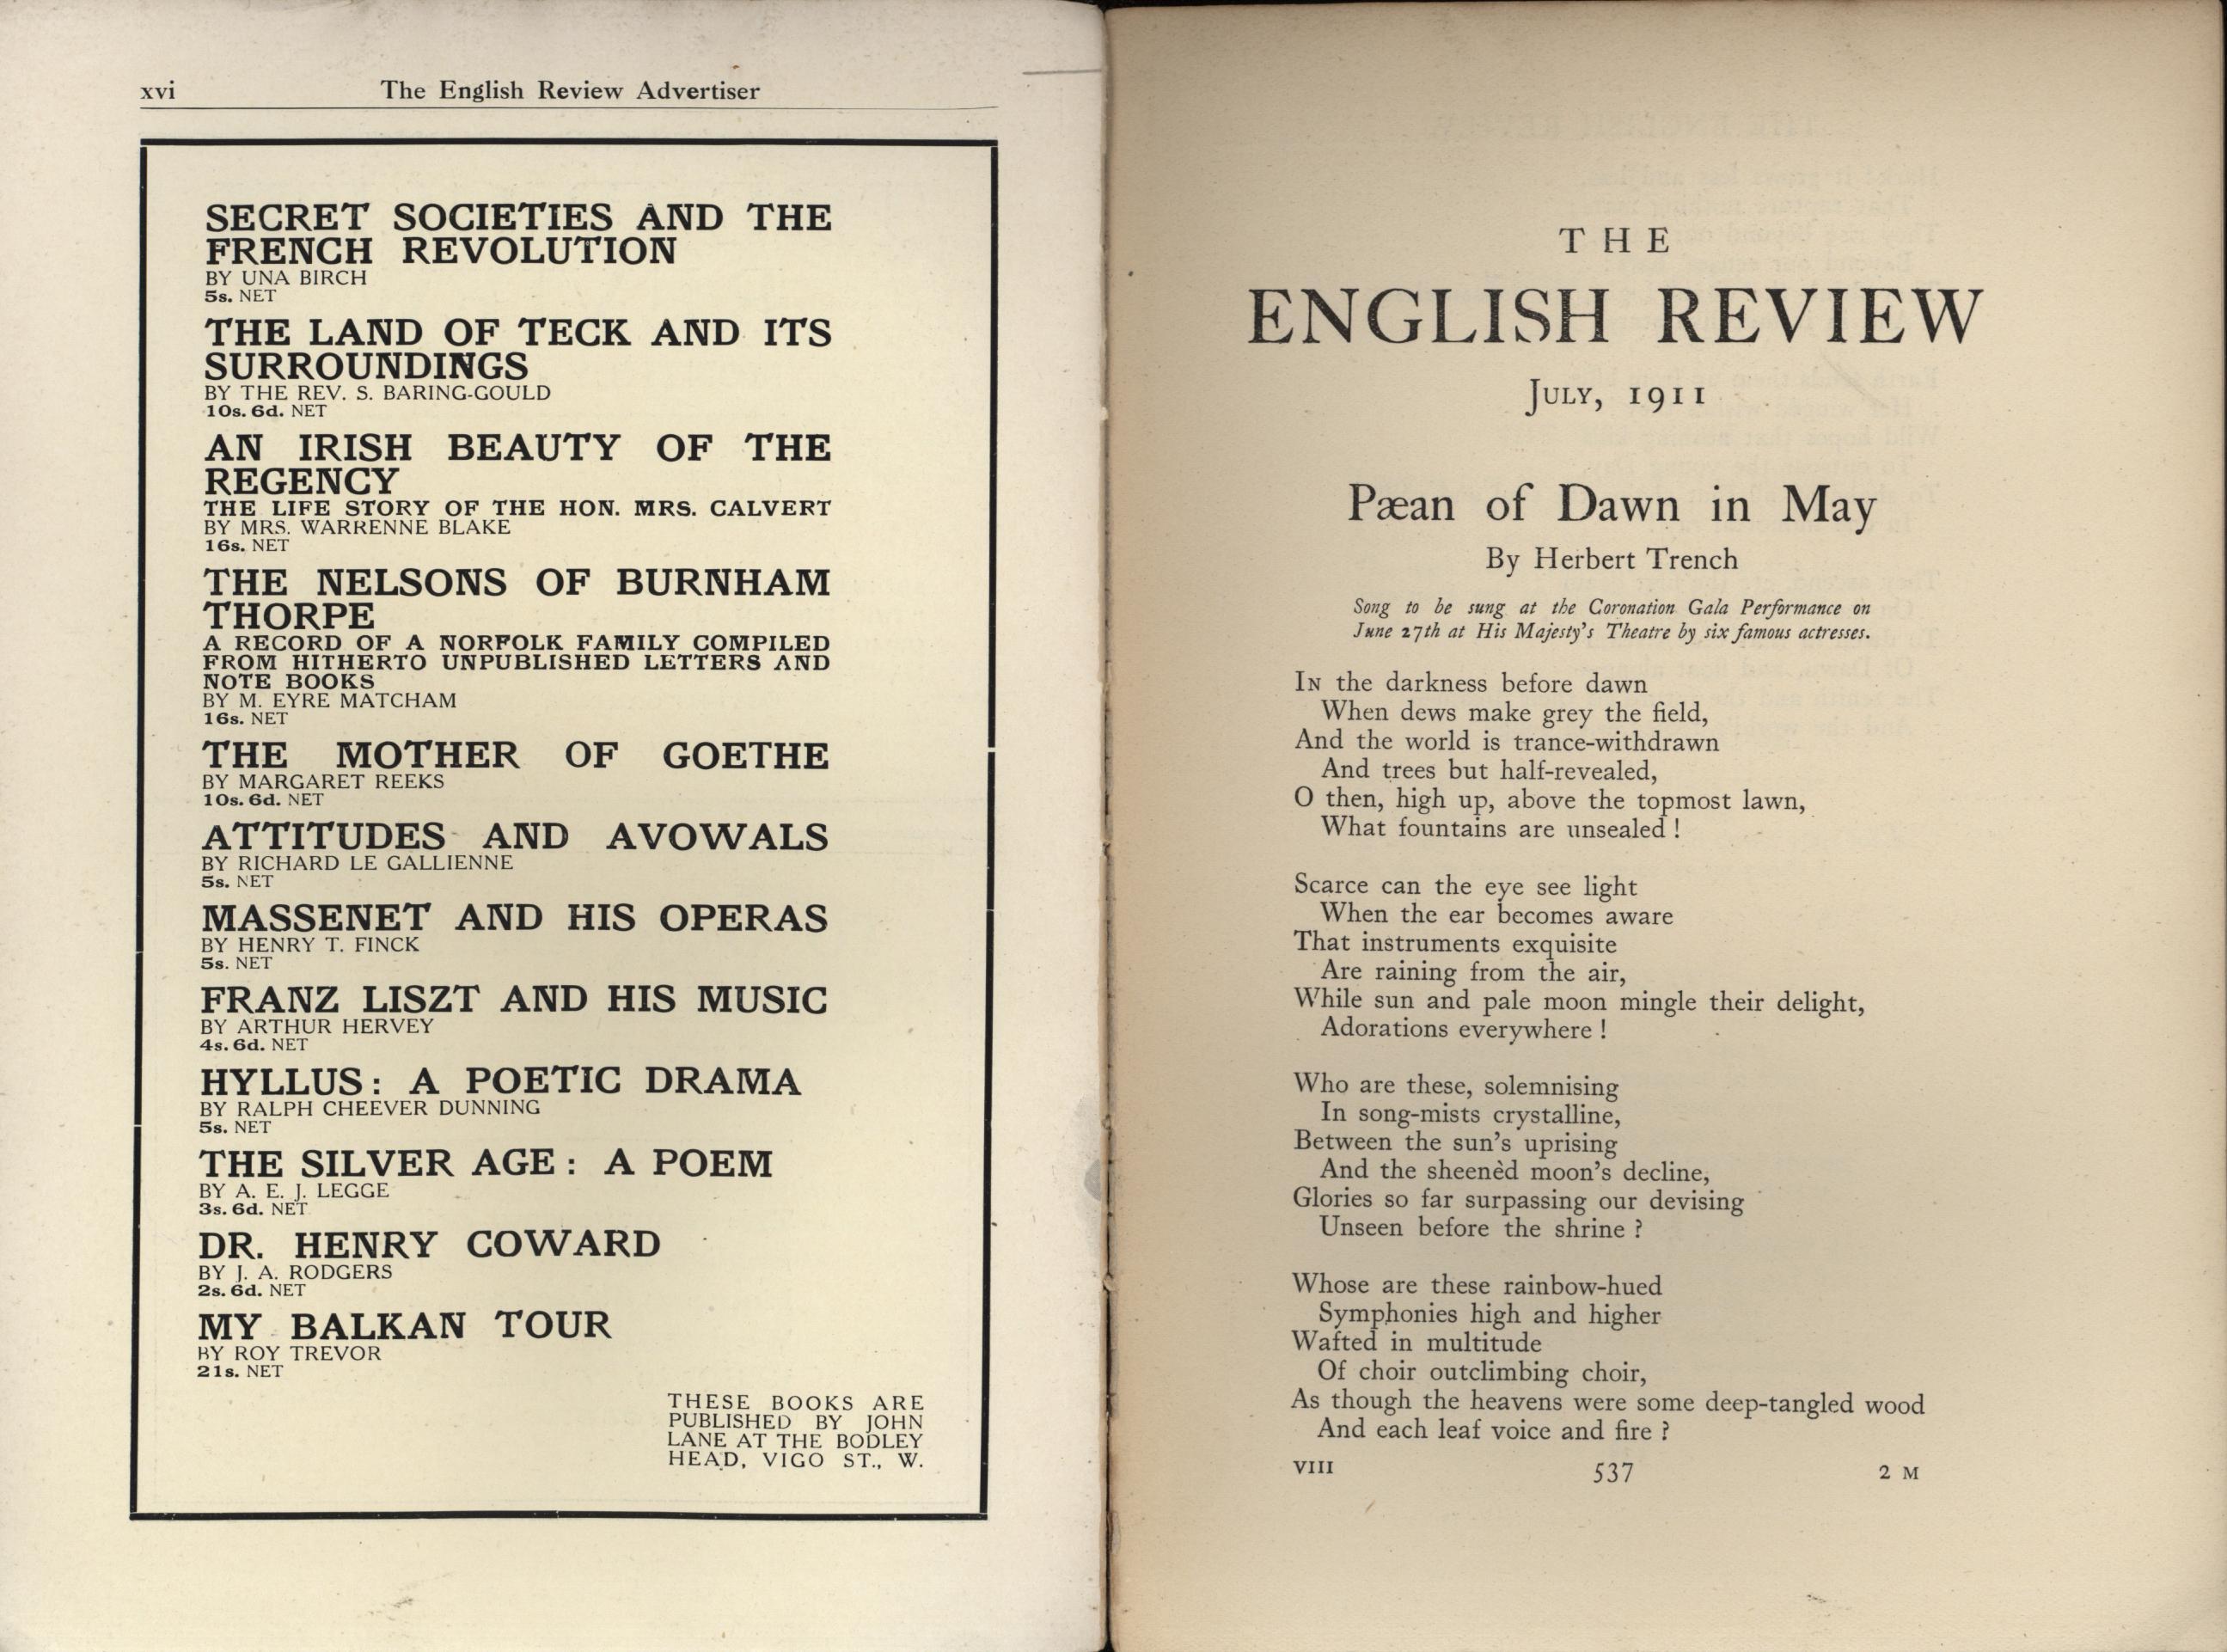 xvi The English Review Advertiser
SECRET SOCIETIES AND THE
FRENCH REVOLUTION
BY UNA BIRCH
5s. NET
THE LAND OF TECK AND ITS
SURROUNDINGS
BY THE REV. S. BARING-GOULD
10s. 6d. NET
AN IRISH BEAUTY OF THE
REGENCY
THE LIFE STORY OF THE HON. MRS. CALVERT
BY MRS. WARRENNE BLAKE
16s. NET
THE NELSONS OF BURNHAM
THORPE
A RECORD OF A NORFOLK FAMILY COMPILED
FROM HITHERTO UNPUBLISHED LETTERS AND
NOTE BOOKS
BY M. EYRE MATCHAM
16s. NET
THE MOTHER OF GOETHE
BY MARGARET REEKS
10s. 6d. NET
ATTITUDES AND AVOWALS
BY RICHARD LE GALLIENNE
5s. NET
MASSENET AND HIS OPERAS
BY HENRY T. FINCK
5s. NET
FRANZ LISZT AND HIS MUSIC
BY ARTHUR HERVEY
4s. 6d. NET
HYLLUS: A POETIC DRAMA
BY RALPH CHEEVER DUNNING
5s. NET
THE SILVER AGE: A POEM
BY A. E. J. LEGGE
3s. 6d. NET
DR. HENRY COWARD
BY J. A. RODGERS
2s. 6d. NET
MY BALKAN TOUR
BY ROY TREVOR
21s. NET
THESE BOOKS ARE
PUBLISHED BY JOHN
LANE AT THE BODLEY
HEAD, VIGO ST., W.
THE
ENGLISH REVIEW
JULY, 1911
Pæan of Dawn in May
By Herbert Trench
Song to be sung at the Coronation Gala Performance on
June 27th at His Majesty's Theatre by six famous actresses.
IN the darkness before dawn
When dews make grey the field,
And the world is trance-withdrawn
And trees but half-revealed,
O then, high up, above the topmost lawn,
What fountains are unsealed !
Scarce can the eye see light
When the ear becomes aware
That instruments exquisite
Are raining from the air,
While sun and pale moon mingle their delight,
Adorations everywhere !
Who are these, solemnising
In song-mists crystalline,
Between the sun's uprising
And the sheenèd moon's decline,
Glories so far surpassing our devising
Unseen before the shrine ?
Whose are these rainbow-hued
Symphonies high and higher
Wafted in multitude
Of choir outclimbing choir,
As though the heavens were some deep-tangled wood
And each leaf voice and fire ?
VIII 537 2 M